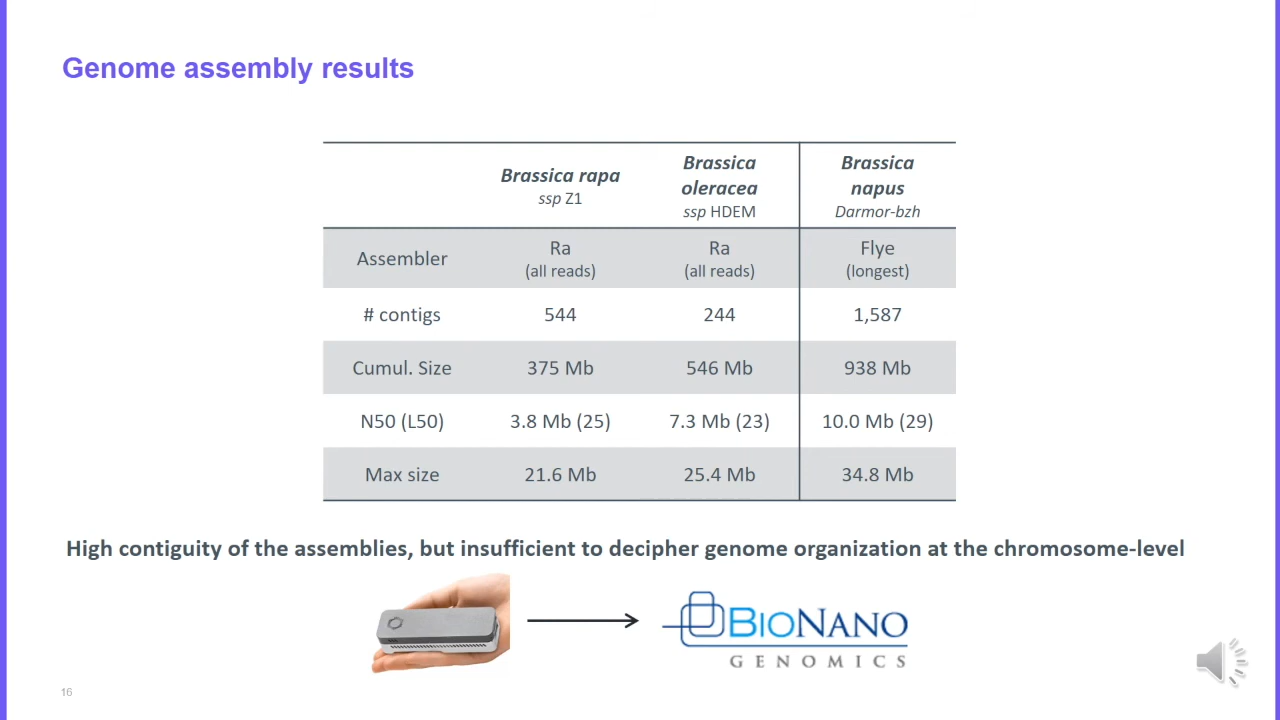 Genome assembly results
Brassica rapa
ssp Z1
Brassica
oleracea
ssp HDEM
Brassica
napus
Darmor-bzh
Assembler
Ra
(all reads)
Ra
(all reads)
Flye
(longest)
# contigs
544
244
1,587
Cumul. Size
375 Mb
546 Mb
938 Mb
N50 (L50)
3.8 Mb (25)
7.3 Mb (23)
10.0 Mb (29)
Max size
21.6 Mb
25.4 Mb
34.8 Mb
High contiguity of the assemblies, but insufficient to decipher genome organization at the chromosome-level
BIONANO
GENOMICS
16